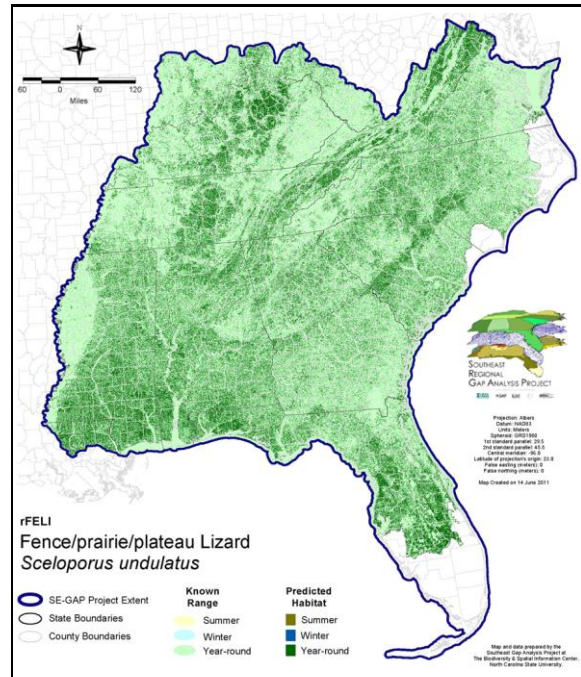 N
60 30 0 60 120
Miles
SOUTHEAST
REGIONAL
GAP ANALYSIS PROJECT
Projection: Albers
Datum: NAD83
Units: Meters
Spheroid: GRS1980
1st standard parallel: 29.5
2nd standard parallel: 45.5
Central meridian: -96.0
Latitude of projection's origin: 23.0
False easting (meters): 0
False northing (meters): 0
Map Created on 14 June 2011
rFELI
Fence/prairie/plateau Lizard
Sceloporus undulatus
SE-GAP Project Extent
State Boundaries
County Boundaries
Known
Range
Summer
Winter
Year-round
Predicted
Habitat
Summer
Winter
Year-round
Map and data prepared by the
Southeast Gap Analysis Project at
The Biodiversity & Spatial Information Center,
North Carolina State University.